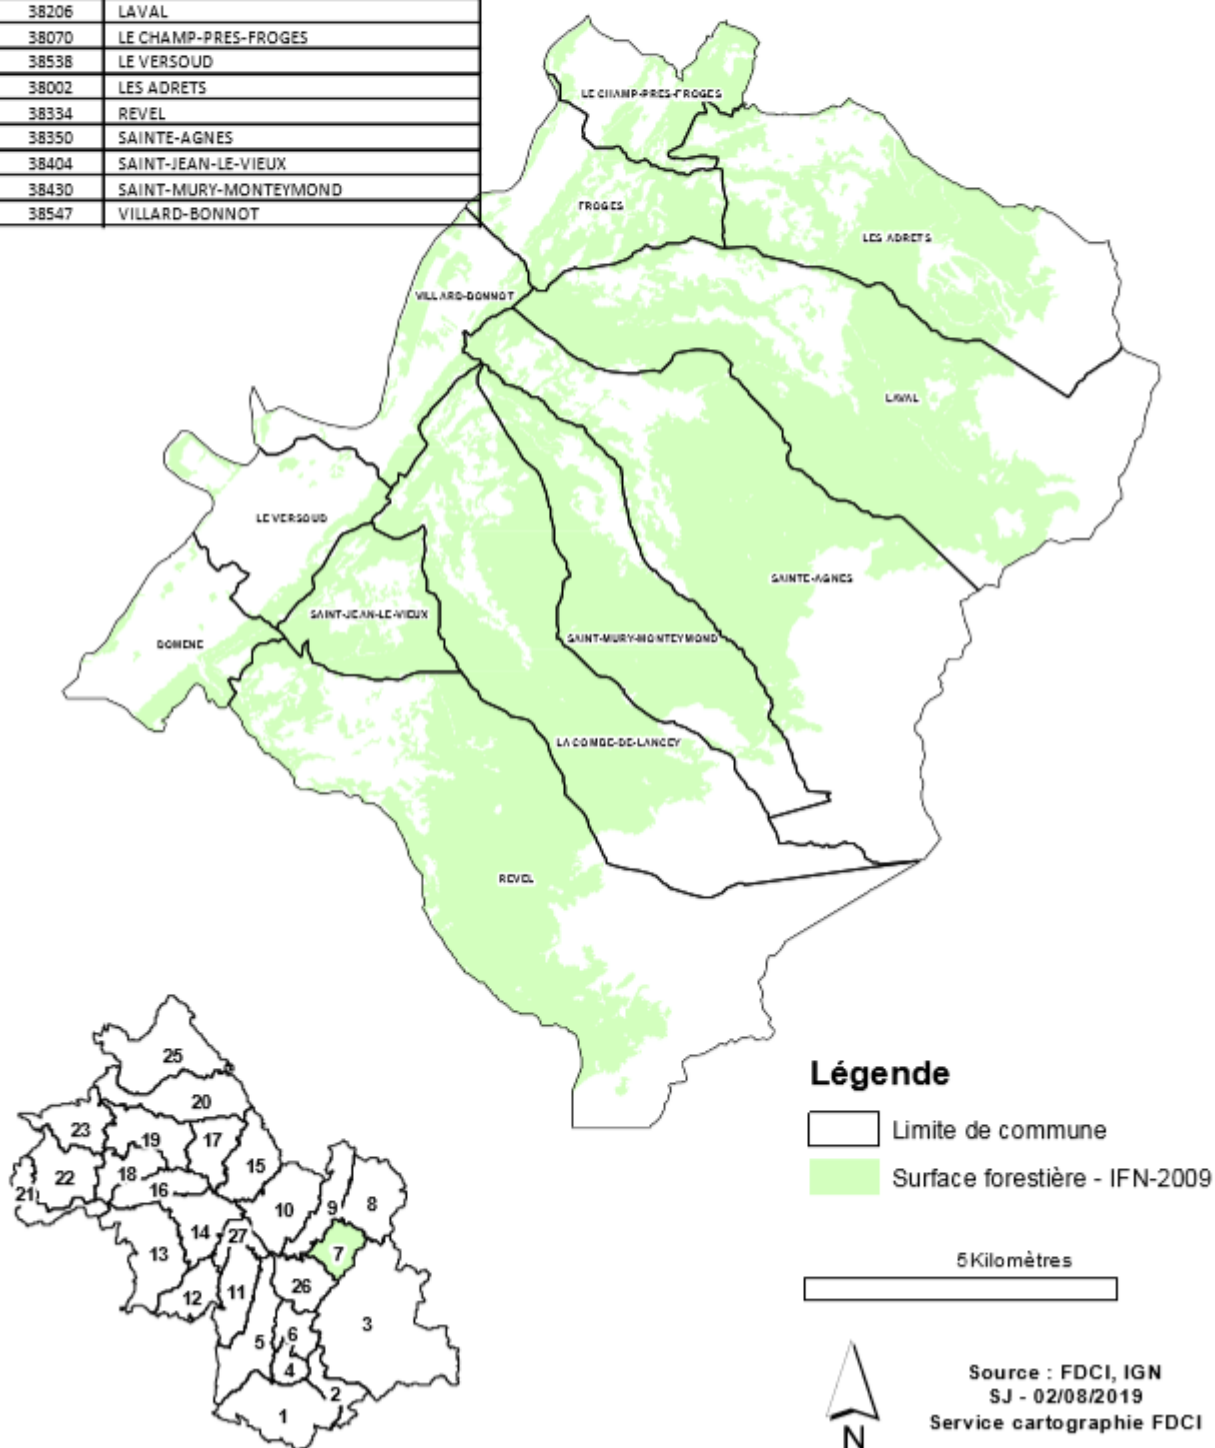 38206 LAVAL
38070 LE CHAMP-PRES-FROGES
38538 LE VERSOUD
38002 LES ADRETS
38334 REVEL
38350 SAINTE-AGNES
38404 SAINT-JEAN-LE-VIEUX
38430 SAINT-MURY-MONTEYMOND
38547 VILLARD-BONNOT
LE CHAMP-PRES-FROGES
FROGES
LES ADRETS
VILLARD-BONNOT
LAVAL
LE VERSOUD
SAINTE-AGNES
SAINT-JEAN-LE-VIEUX
SAINT-MURY-MONTEYMOND
DOMENE
LA COMBE-DE-LANCEY
REVEL
25
20
23
19
17
15
22
18
21
16
10
9
8
14
27
13
7
26
12
11
3
5
6
4
2
1
Légende
Limite de commune
Surface forestière - IFN-2009
5 Kilomètres
Source : FDCI, IGN
SJ - 02/08/2019
Service cartographie FDCI
N